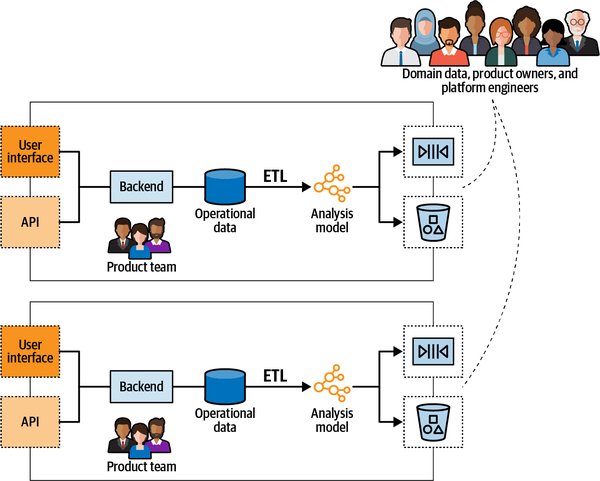 Domain data, product owners, and
platform engineers
User
interface
API
Backend
Operational
data
ETL
Analysis
model
Product team
User
interface
API
Backend
Operational
data
ETL
Analysis
model
Product team